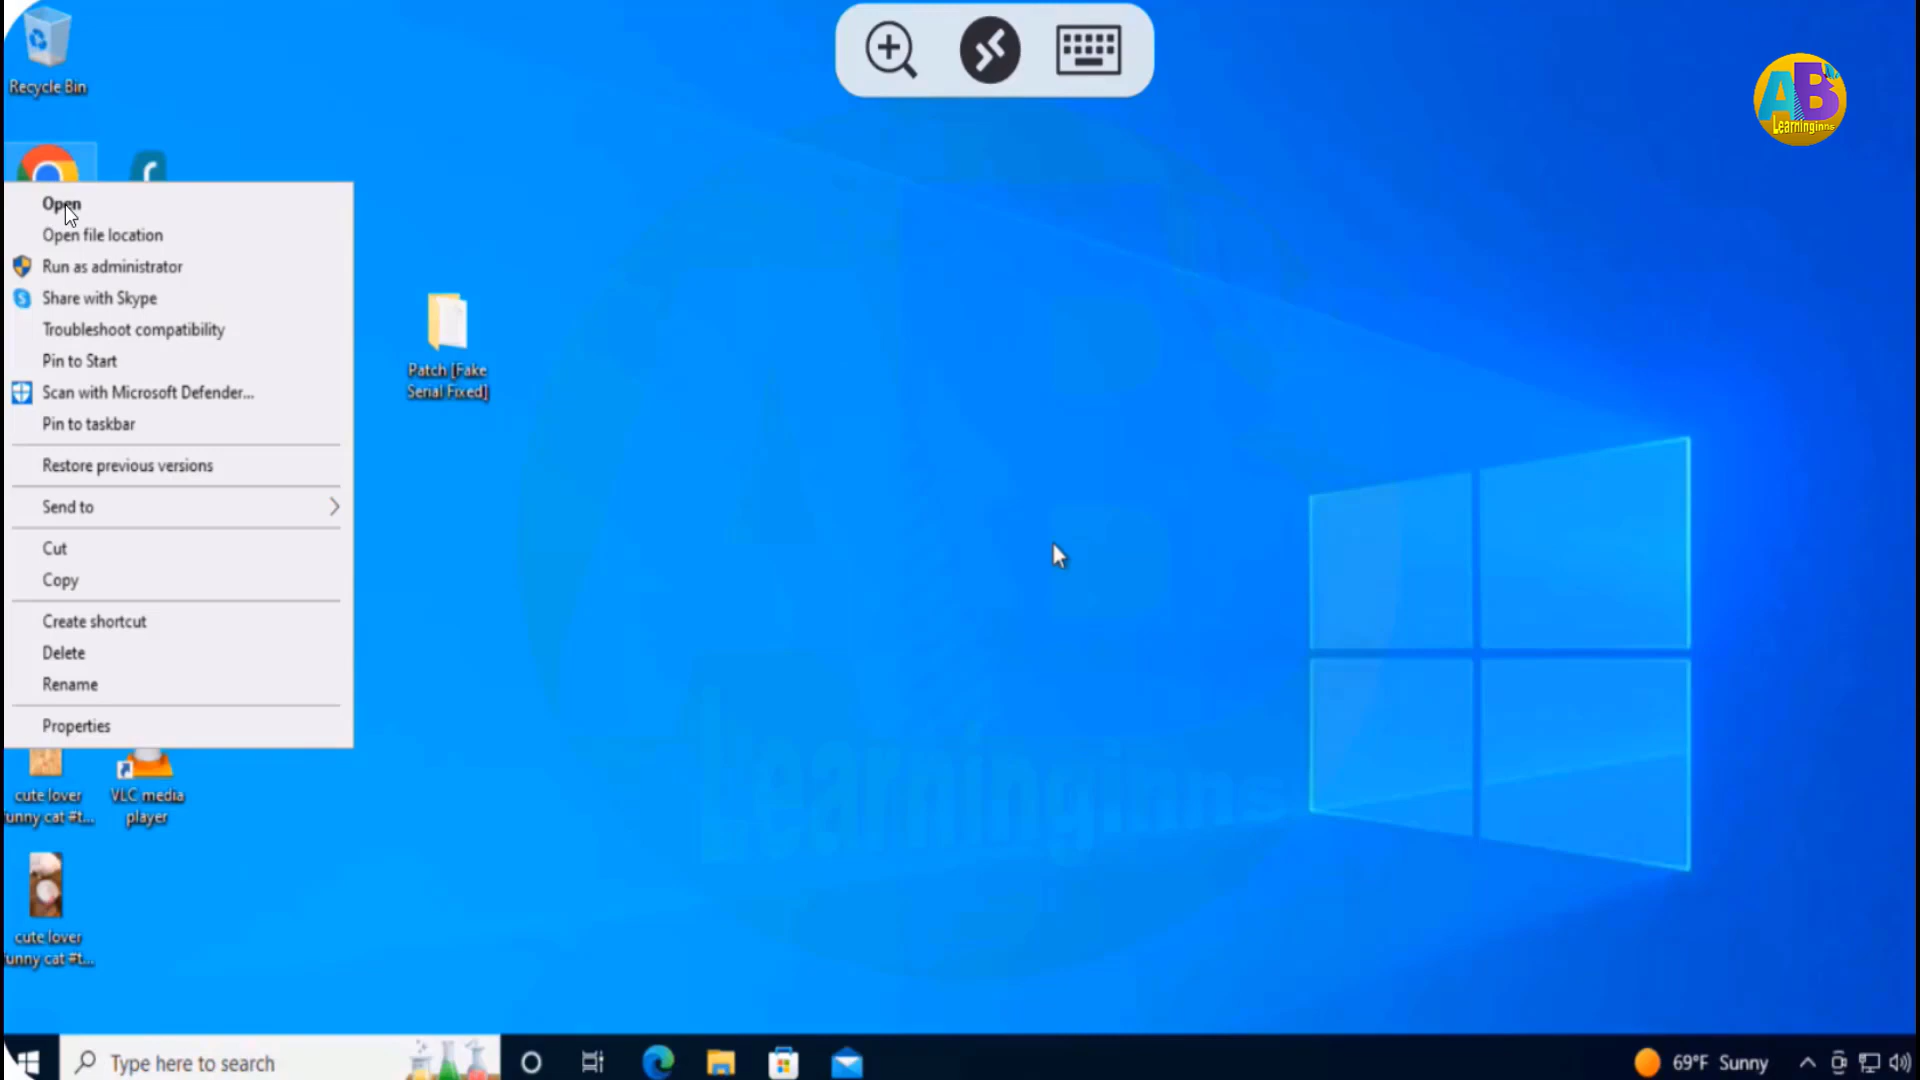 Recycle Bin
AB
Learninginns
Open
Open file location
Run as administrator
Share with Skype
Troubleshoot compatibility
Pin to Start
Scan with Microsoft Defender...
Pin to taskbar
Restore previous versions
Send to
Cut
Copy
Create shortcut
Delete
Rename
Properties
Patch [Fake
Serial Fixed]
cute lover
unny cat #t...
VLC media
player
cute lover
unny cat #t...
Learninginns
Type here to search
69°F Sunny